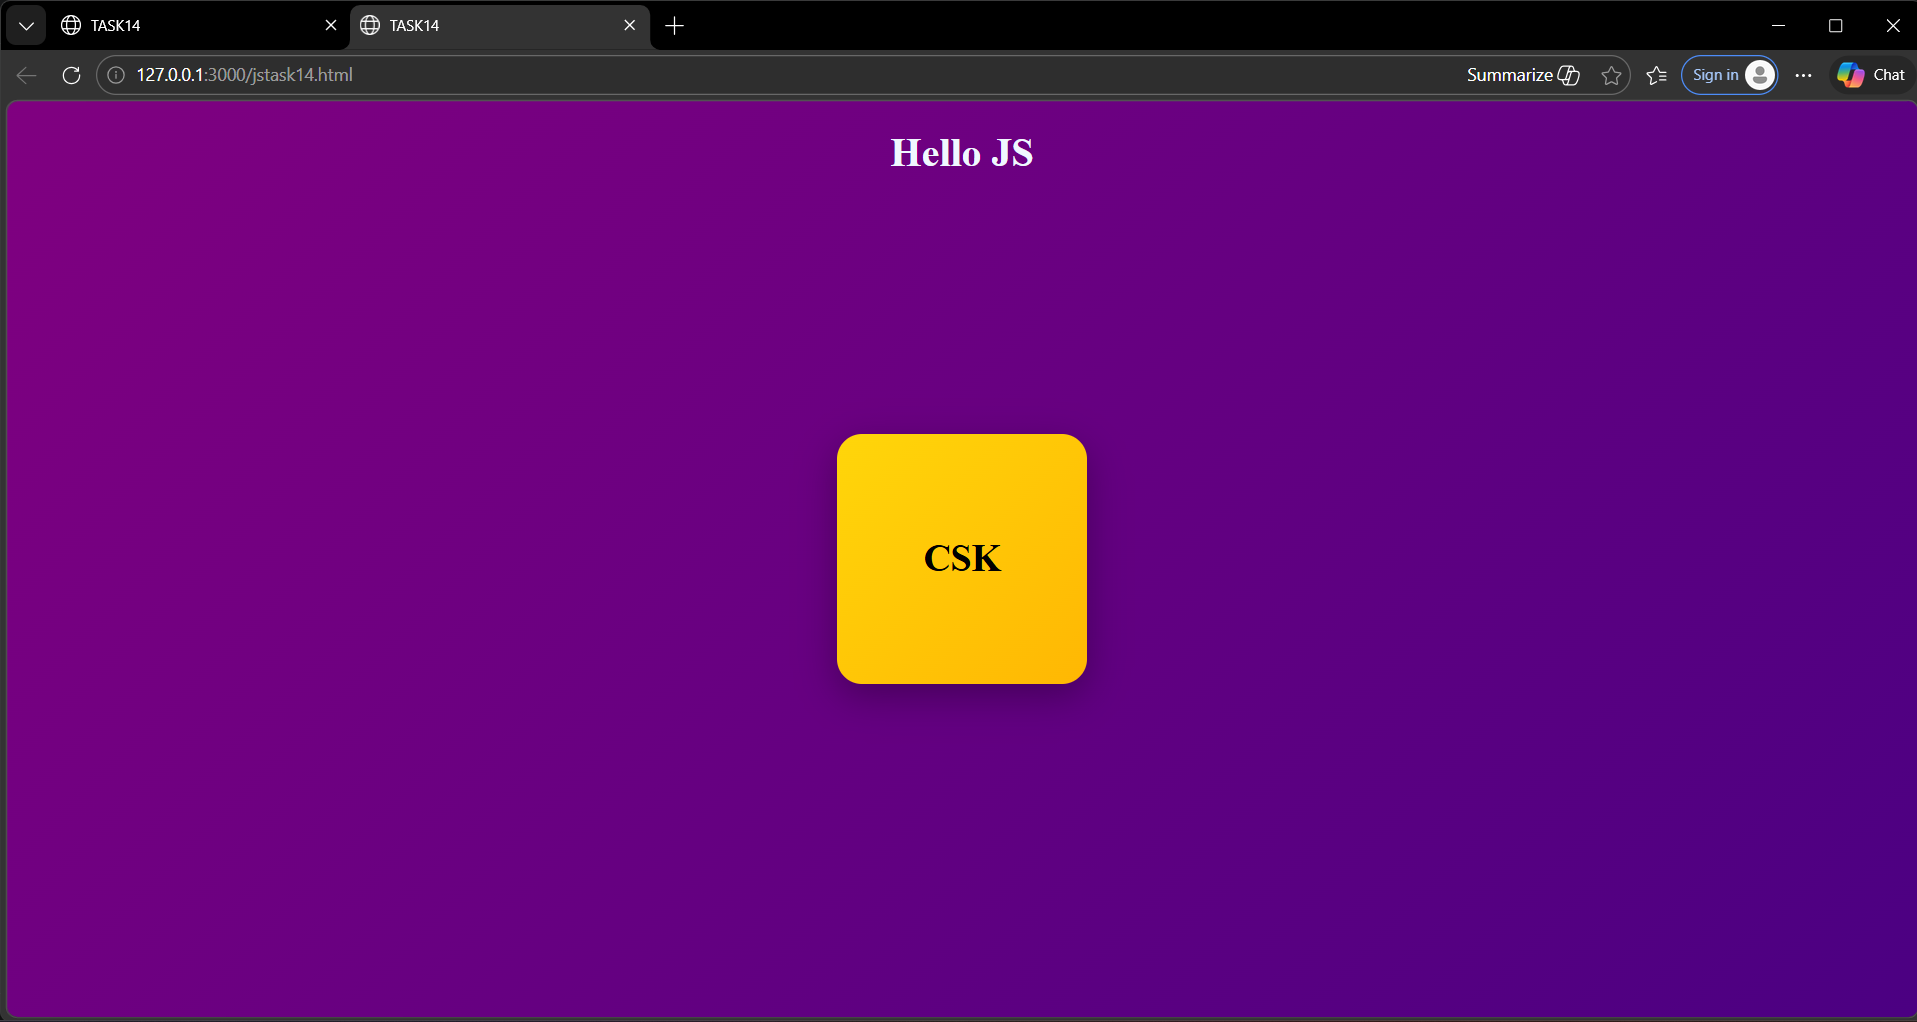 TASK14
TASK14
127.0.0.1:3000/jstask14.html
Summarize
Sign in
Chat
Hello JS
CSK